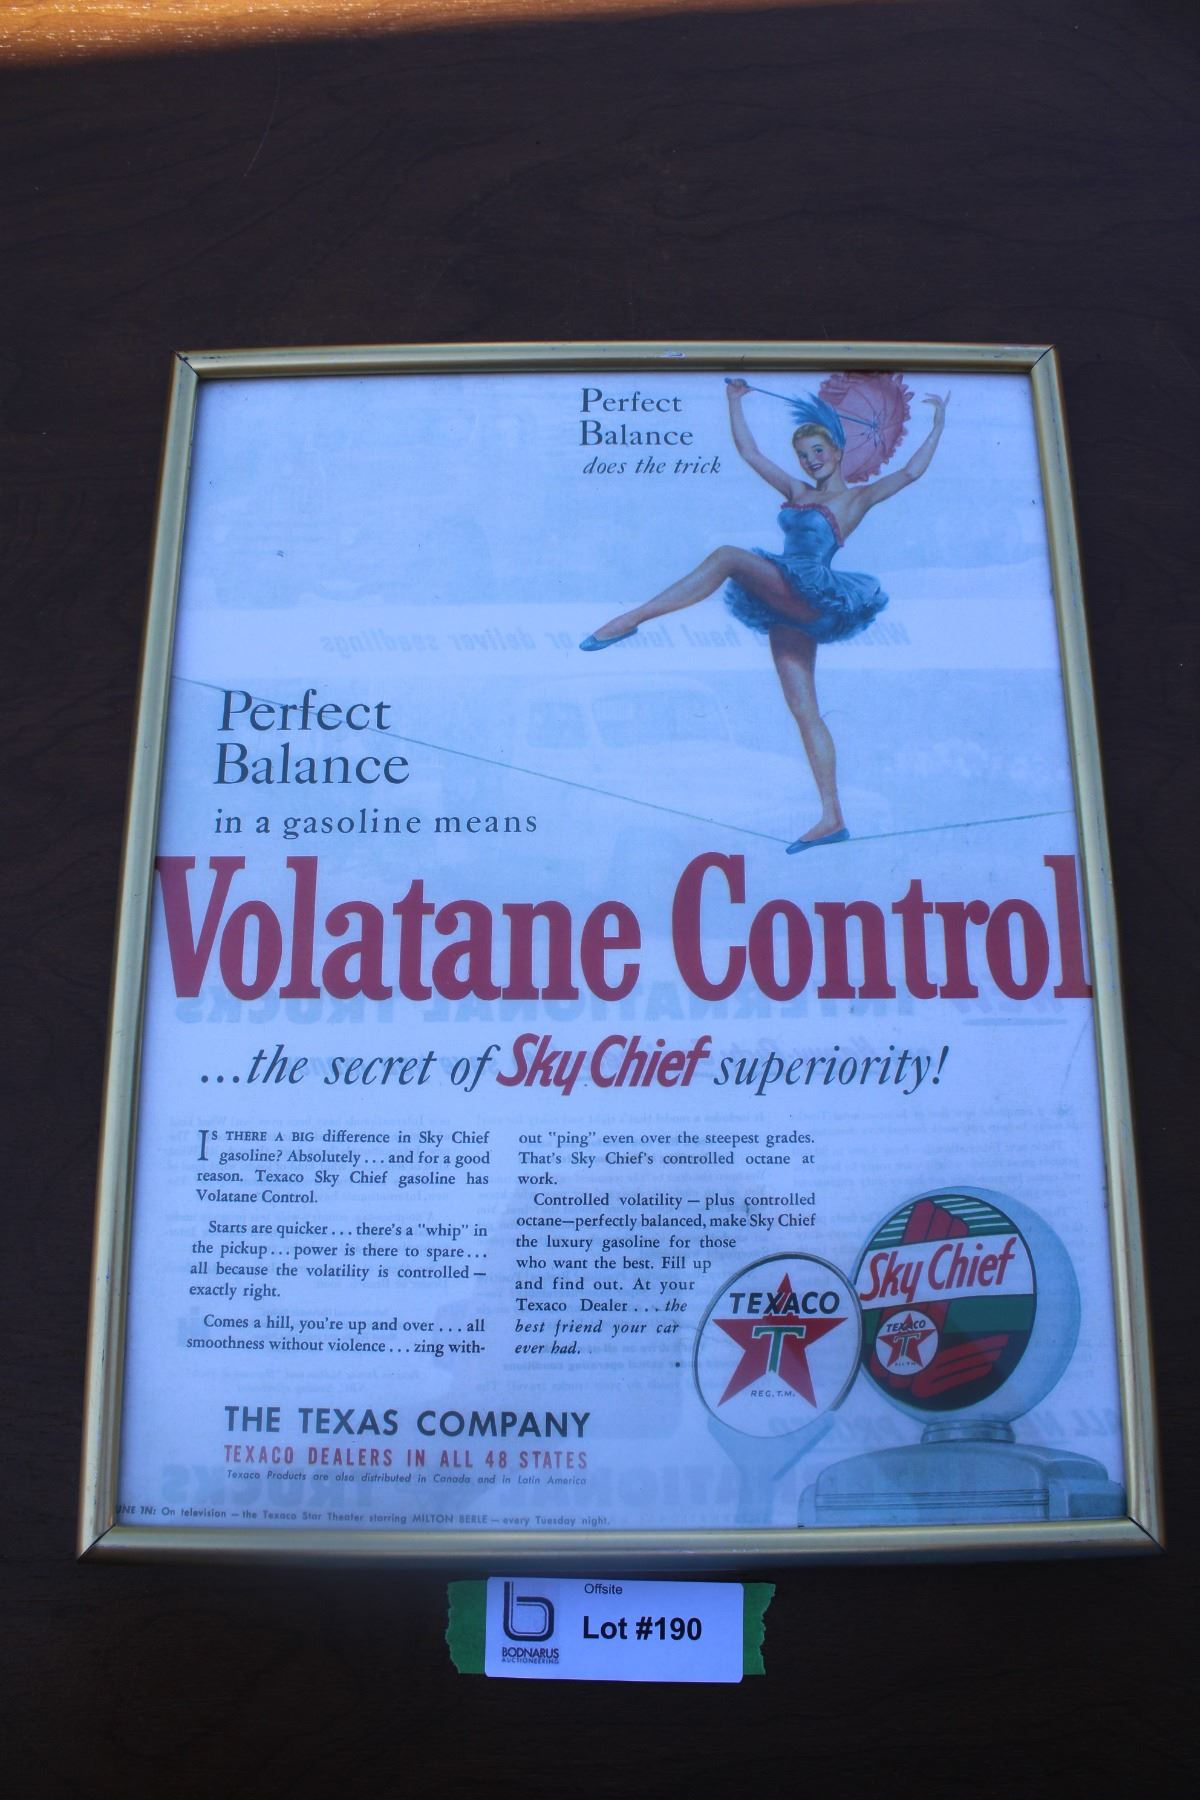 Perfect
Balance
does the trick
Perfect
Balance
in a gasoline means
Volatane Control
...the secret of Sky Chief superiority!
IS THERE A BIG difference in Sky Chief
gasoline? Absolutely . . . and for a good
reason. Texaco Sky Chief gasoline has
Volatane Control.
Starts are quicker . . . there's a "whip" in
the pickup . . . power is there to spare . . .
all because the volatility is controlled —
exactly right.
Comes a hill, you're up and over . . . all
smoothness without violence . . . zing with-
out "ping" even over the steepest grades.
That's Sky Chief's controlled octane at
work.
Controlled volatility — plus controlled
octane—perfectly balanced, make Sky Chief
the luxury gasoline for those
who want the best. Fill up
and find out. At your
Texaco Dealer . . . the
best friend your car
ever had.
TEXACO
T
REG. T.M.
Sky Chief
TEXACO
T
THE TEXAS COMPANY
TEXACO DEALERS IN ALL 48 STATES
Texaco Products are also distributed in Canada and in Latin America
UNE IN: On television — the Texaco Star Theater starring MILTON BERLE — every Tuesday night.
Offsite
b
Lot #190
BODNARUS
AUCTIONEERING